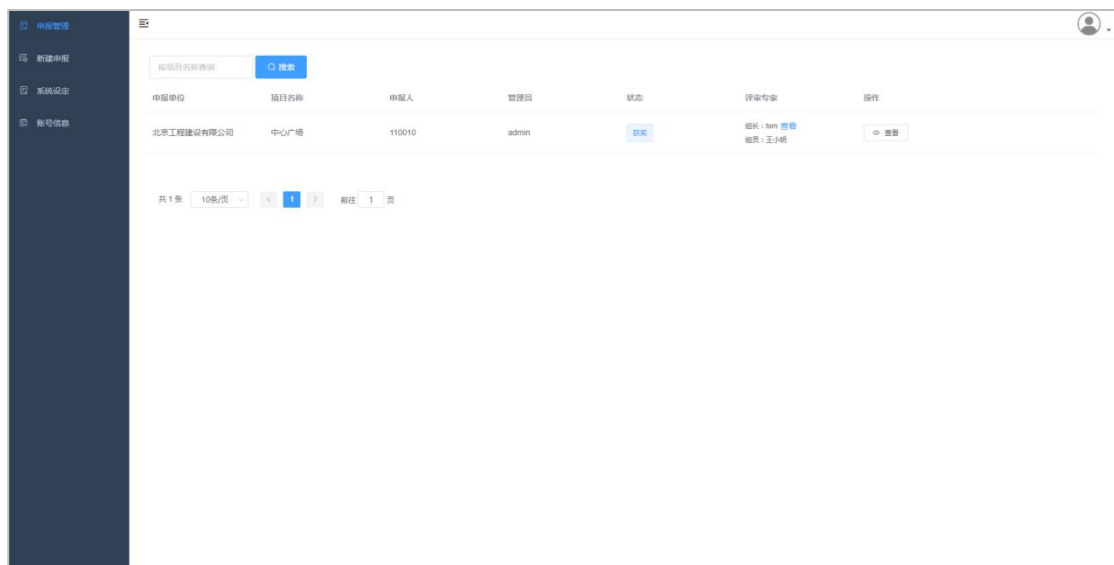 申报管理
新建申报
系统设定
账号信息
按项目名称查询 搜索
申报单位 项目名称 申报人 管理员 状态 评审专家 操作
北京工程建设有限公司 中心广场 110010 admin 获奖 组长：tom 查看 查看
组员：王小明
共 1 条 10条/页 1 前往 1 页